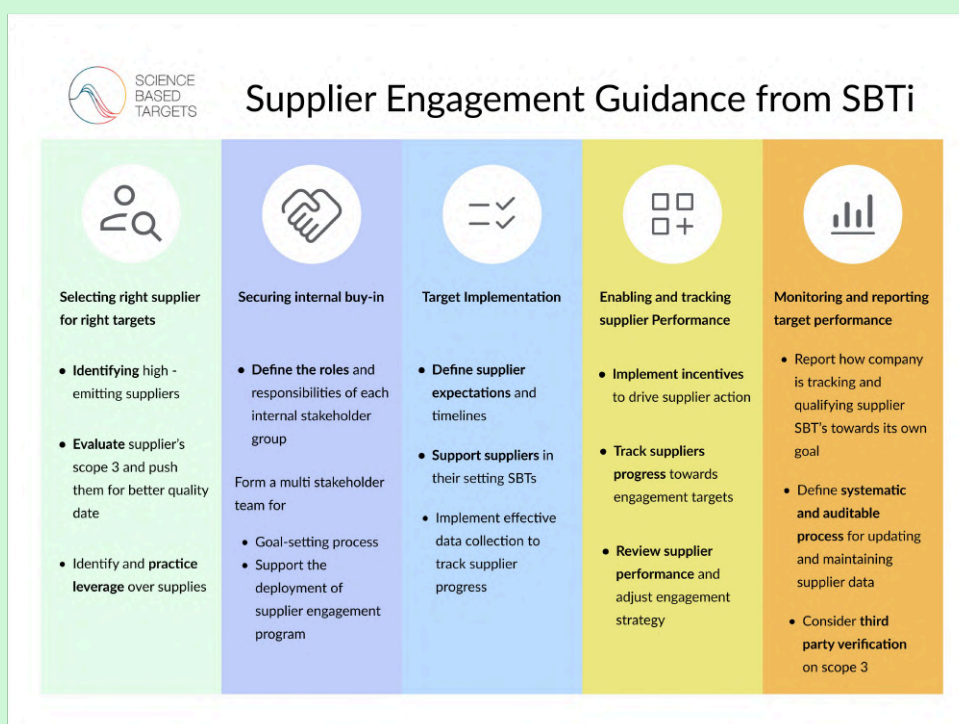 SCIENCE
BASED
TARGETS
Supplier Engagement Guidance from SBTi
Selecting right supplier
for right targets
• Identifying high -
emitting suppliers
• Evaluate supplier's
scope 3 and push
them for better quality
date
• Identify and practice
leverage over supplies
Securing internal buy-in
• Define the roles and
responsibilities of each
internal stakeholder
group
Form a multi stakeholder
team for
• Goal-setting process
• Support the
deployment of
supplier engagement
program
Target Implementation
• Define supplier
expectations and
timelines
• Support suppliers in
their setting SBTs
• Implement effective
data collection to
track supplier
progress
Enabling and tracking
supplier Performance
• Implement incentives
to drive supplier action
• Track suppliers
progress towards
engagement targets
• Review supplier
performance and
adjust engagement
strategy
Monitoring and reporting
target performance
• Report how company
is tracking and
qualifying supplier
SBT's towards its own
goal
• Define systematic
and auditable
process for updating
and maintaining
supplier data
• Consider third
party verification
on scope 3